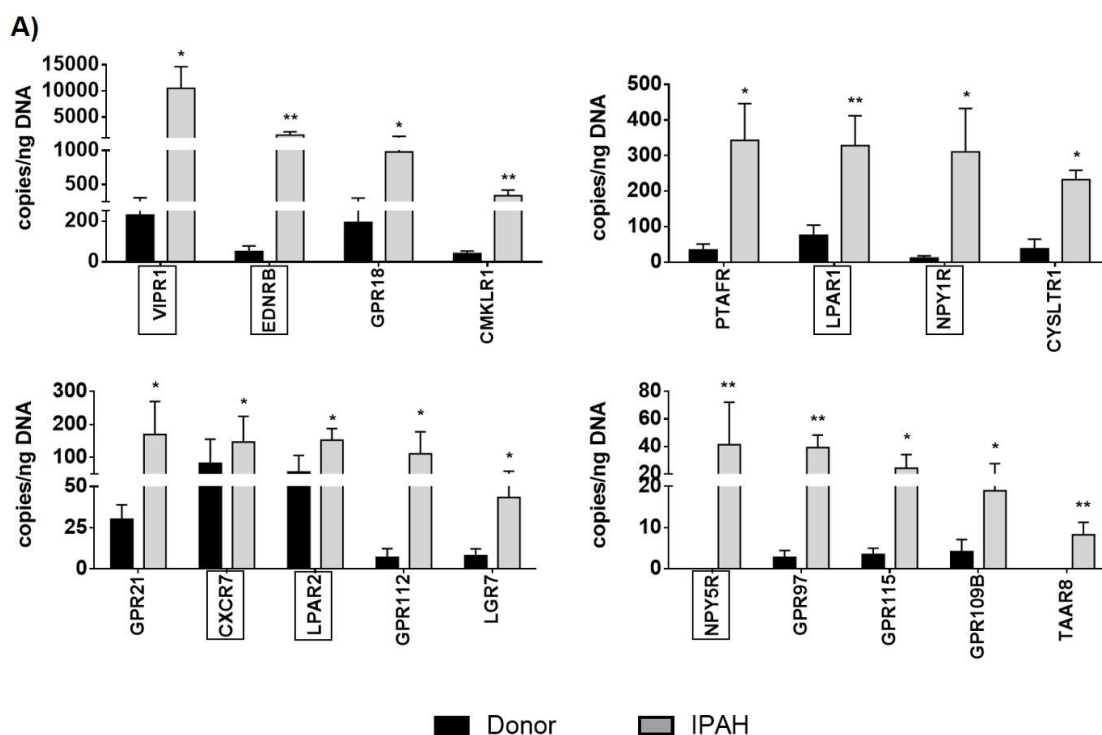 A)
copies/ng DNA
15000
10000
5000
1000
500
200
0
*
**
*
**
VIPR1
EDNRB
GPR18
CMKLR1
copies/ng DNA
500
400
300
200
100
0
*
**
*
*
PTAFR
LPAR1
NPY1R
CYSLTR1
copies/ng DNA
300
200
100
50
25
0
*
*
*
*
*
GPR21
CXCR7
LPAR2
GPR112
LGR7
copies/ng DNA
80
60
40
20
20
10
0
**
**
*
*
**
NPY5R
GPR97
GPR115
GPR109B
TAAR8
Donor
IPAH